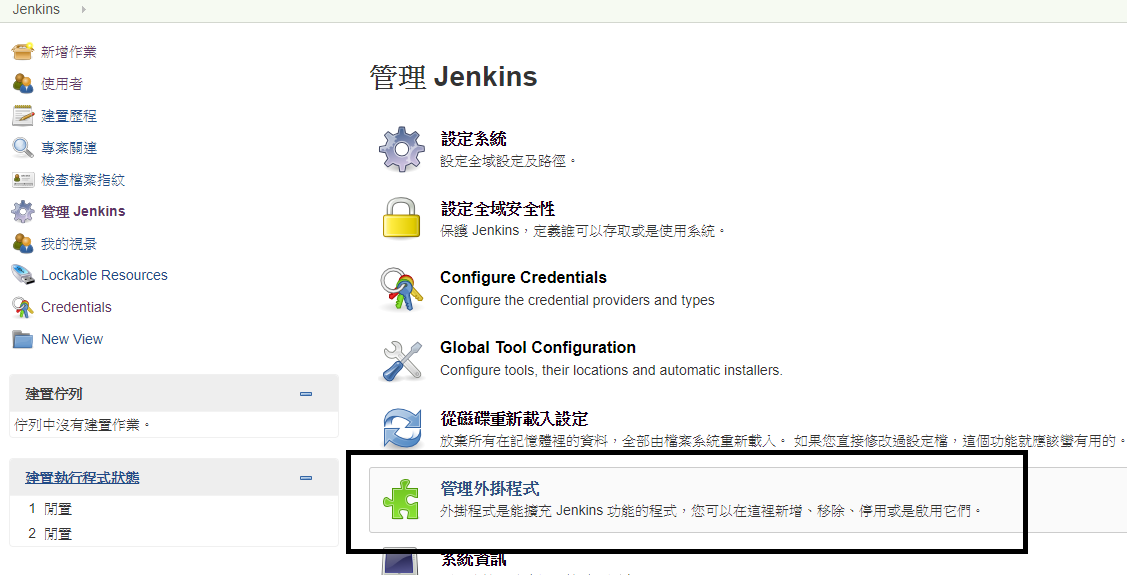 Jenkins
新增作業
使用者
建置歷程
專案關連
檢查檔案指紋
管理 Jenkins
我的視景
Lockable Resources
Credentials
New View
建置佇列
佇列中沒有建置作業。
建置執行程式狀態
1 閒置
2 閒置
管理 Jenkins
設定系統
設定全域設定及路徑。
設定全域安全性
保護 Jenkins，定義誰可以存取或是使用系統。
Configure Credentials
Configure the credential providers and types
Global Tool Configuration
Configure tools, their locations and automatic installers.
從磁碟重新載入設定
放棄所有在記憶體裡的資料，全部由檔案系統重新載入。 如果您直接修改過設定檔，這個功能就應該蠻有用的。
管理外掛程式
外掛程式是能擴充 Jenkins 功能的程式，您可以在這裡新增、移除、停用或是啟用它們。
系統資訊